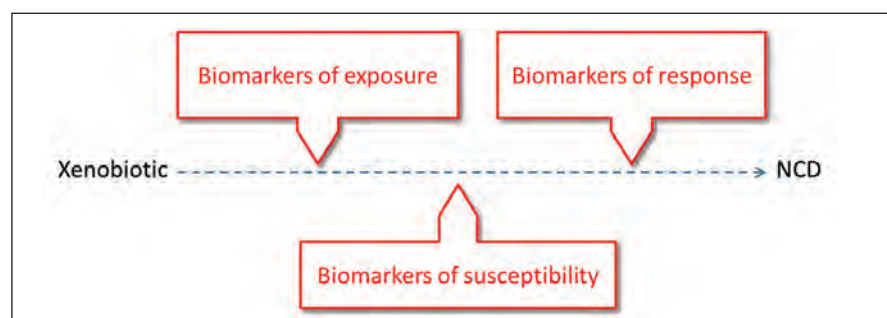 Biomarkers of exposure
Biomarkers of response
Xenobiotic
NCD
Biomarkers of susceptibility